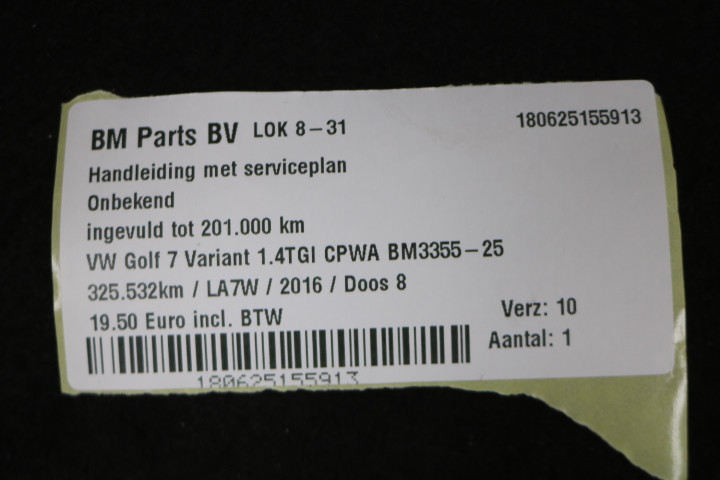 BM Parts BV LOK 8-31 180625155913
Handleiding met serviceplan
Onbekend
ingevuld tot 201.000 km
VW Golf 7 Variant 1.4TGI CPWA BM3355-25
325.532km / LA7W / 2016 / Doos 8
19.50 Euro incl. BTW Verz: 10
Aantal: 1
180625155913